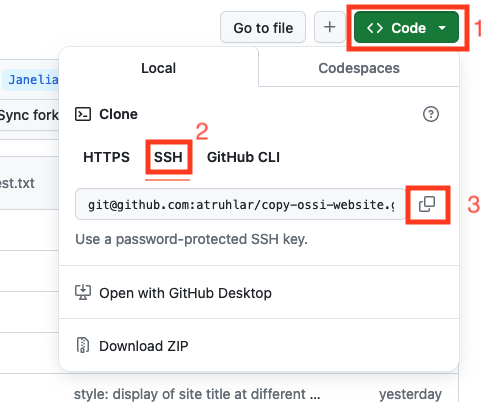 Go to file
+
Code
1
Local
Codespaces
Janelia
Clone
Sync fork
2
HTTPS
SSH
GitHub CLI
est.txt
git@github.com:atruhlar/copy-ossi-website.g
3
Use a password-protected SSH key.
Open with GitHub Desktop
Download ZIP
style: display of site title at different ...
yesterday